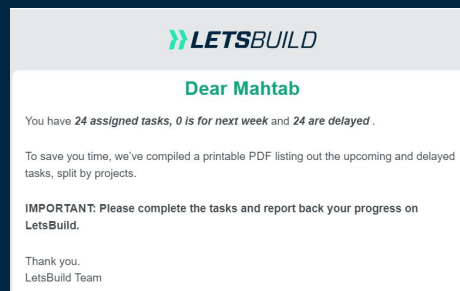 LETSBUILD
Dear Mahtab
You have 24 assigned tasks, 0 is for next week and 24 are delayed .
To save you time, we've compiled a printable PDF listing out the upcoming and delayed
tasks, split by projects.
IMPORTANT: Please complete the tasks and report back your progress on
LetsBuild.
Thank you.
LetsBuild Team